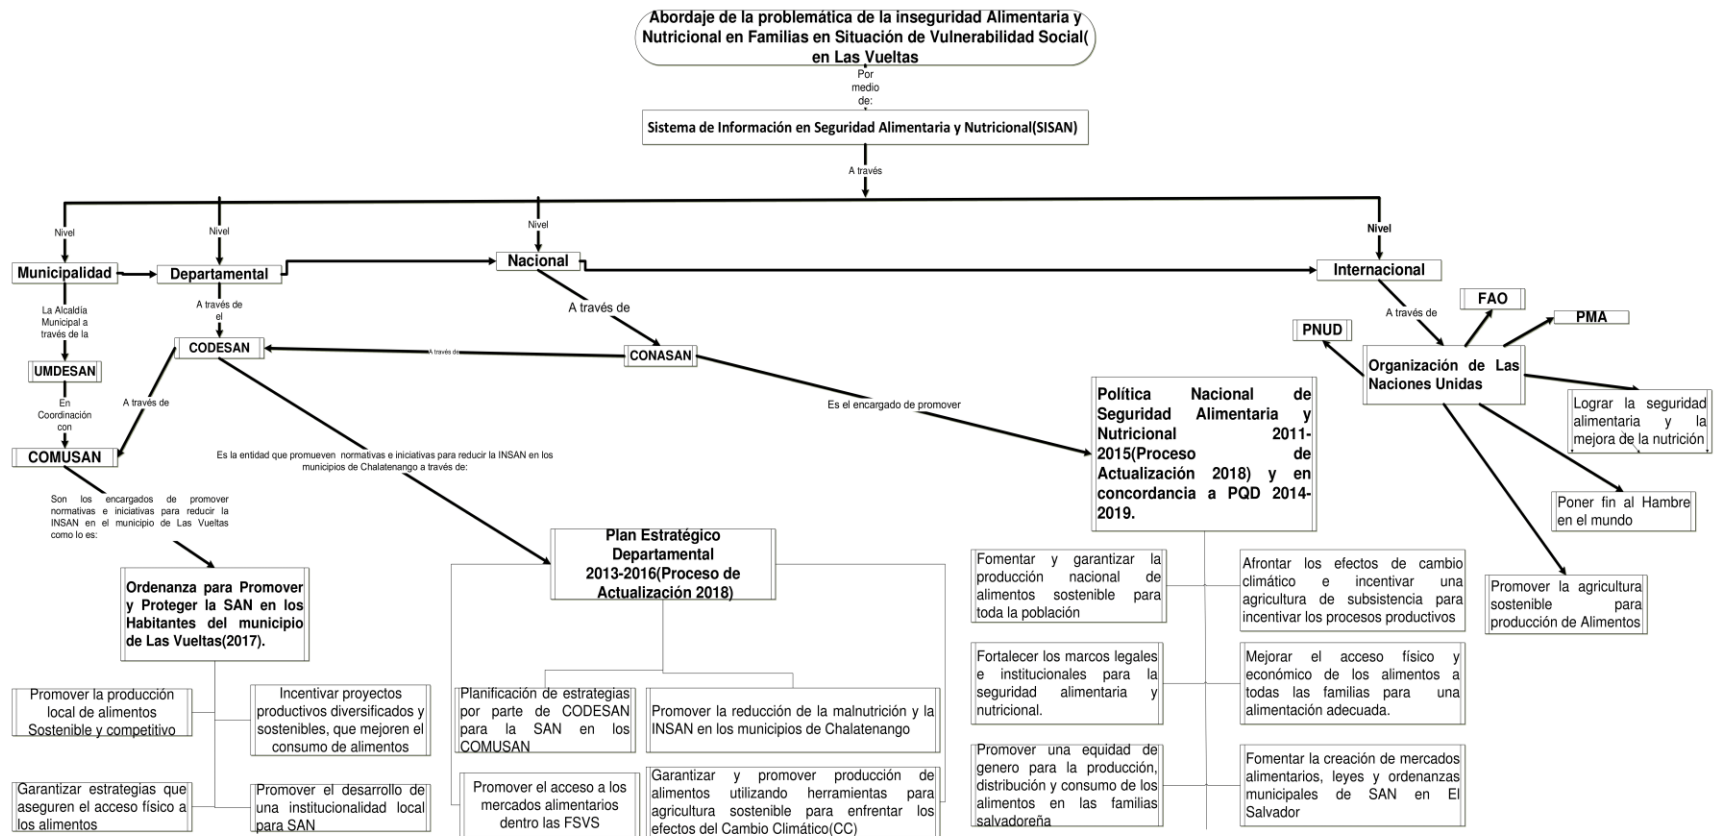 Abordaje de la problemática de la inseguridad Alimentaria y
Nutricional en Familias en Situación de Vulnerabilidad Social(
en Las Vueltas
Por
medio
de:
Sistema de Información en Seguridad Alimentaria y Nutricional(SISAN)
A través
Nivel
Nivel
Nivel
Nivel
Municipalidad
Departamental
Nacional
Internacional
La Alcaldía
Municipal a
través de la
A través de
el
A través de
A través de
FAO
PMA
PNUD
UMDESAN
CODESAN
A través de
CONASAN
Organización de Las
Naciones Unidas
En
Coordinación
con
A través de
Es el encargado de promover
COMUSAN
Es la entidad que promueven normativas e iniciativas para reducir la INSAN en los
municipios de Chalatenango a través de:
Política Nacional de
Seguridad Alimentaria y
Nutricional 2011-
2015(Proceso de
Actualización 2018) y en
concordancia a PQD 2014-
2019.
Lograr la seguridad
alimentaria y la
mejora de la nutrición
Poner fin al Hambre
en el mundo
Promover la agricultura
sostenible para
producción de Alimentos
Son los encargados de promover
normativas e iniciativas para reducir la
INSAN en el municipio de Las Vueltas
como lo es:
Ordenanza para Promover
y Proteger la SAN en los
Habitantes del municipio
de Las Vueltas(2017).
Plan Estratégico
Departamental
2013-2016(Proceso de
Actualización 2018)
Fomentar y garantizar la
producción nacional de
alimentos sostenible para
toda la población
Afrontar los efectos de cambio
climático e incentivar una
agricultura de subsistencia para
incentivar los procesos productivos
Promover la producción
local de alimentos
Sostenible y competitivo
Incentivar proyectos
productivos diversificados y
sostenibles, que mejoren el
consumo de alimentos
Planificación de estrategias
por parte de CODESAN
para la SAN en los
COMUSAN
Promover la reducción de la malnutrición y la
INSAN en los municipios de Chalatenango
Fortalecer los marcos legales
e institucionales para la
seguridad alimentaria y
nutricional.
Mejorar el acceso físico y
económico de los alimentos a
todas las familias para una
alimentación adecuada.
Garantizar estrategias que
aseguren el acceso físico a
los alimentos
Promover el desarrollo de
una institucionalidad local
para SAN
Promover el acceso a los
mercados alimentarios
dentro las FSVS
Garantizar y promover producción de
alimentos utilizando herramientas para
agricultura sostenible para enfrentar los
efectos del Cambio Climático(CC)
Promover una equidad de
genero para la producción,
distribución y consumo de los
alimentos en las familias
salvadoreña
Fomentar la creación de mercados
alimentarios, leyes y ordenanzas
municipales de SAN en El
Salvador